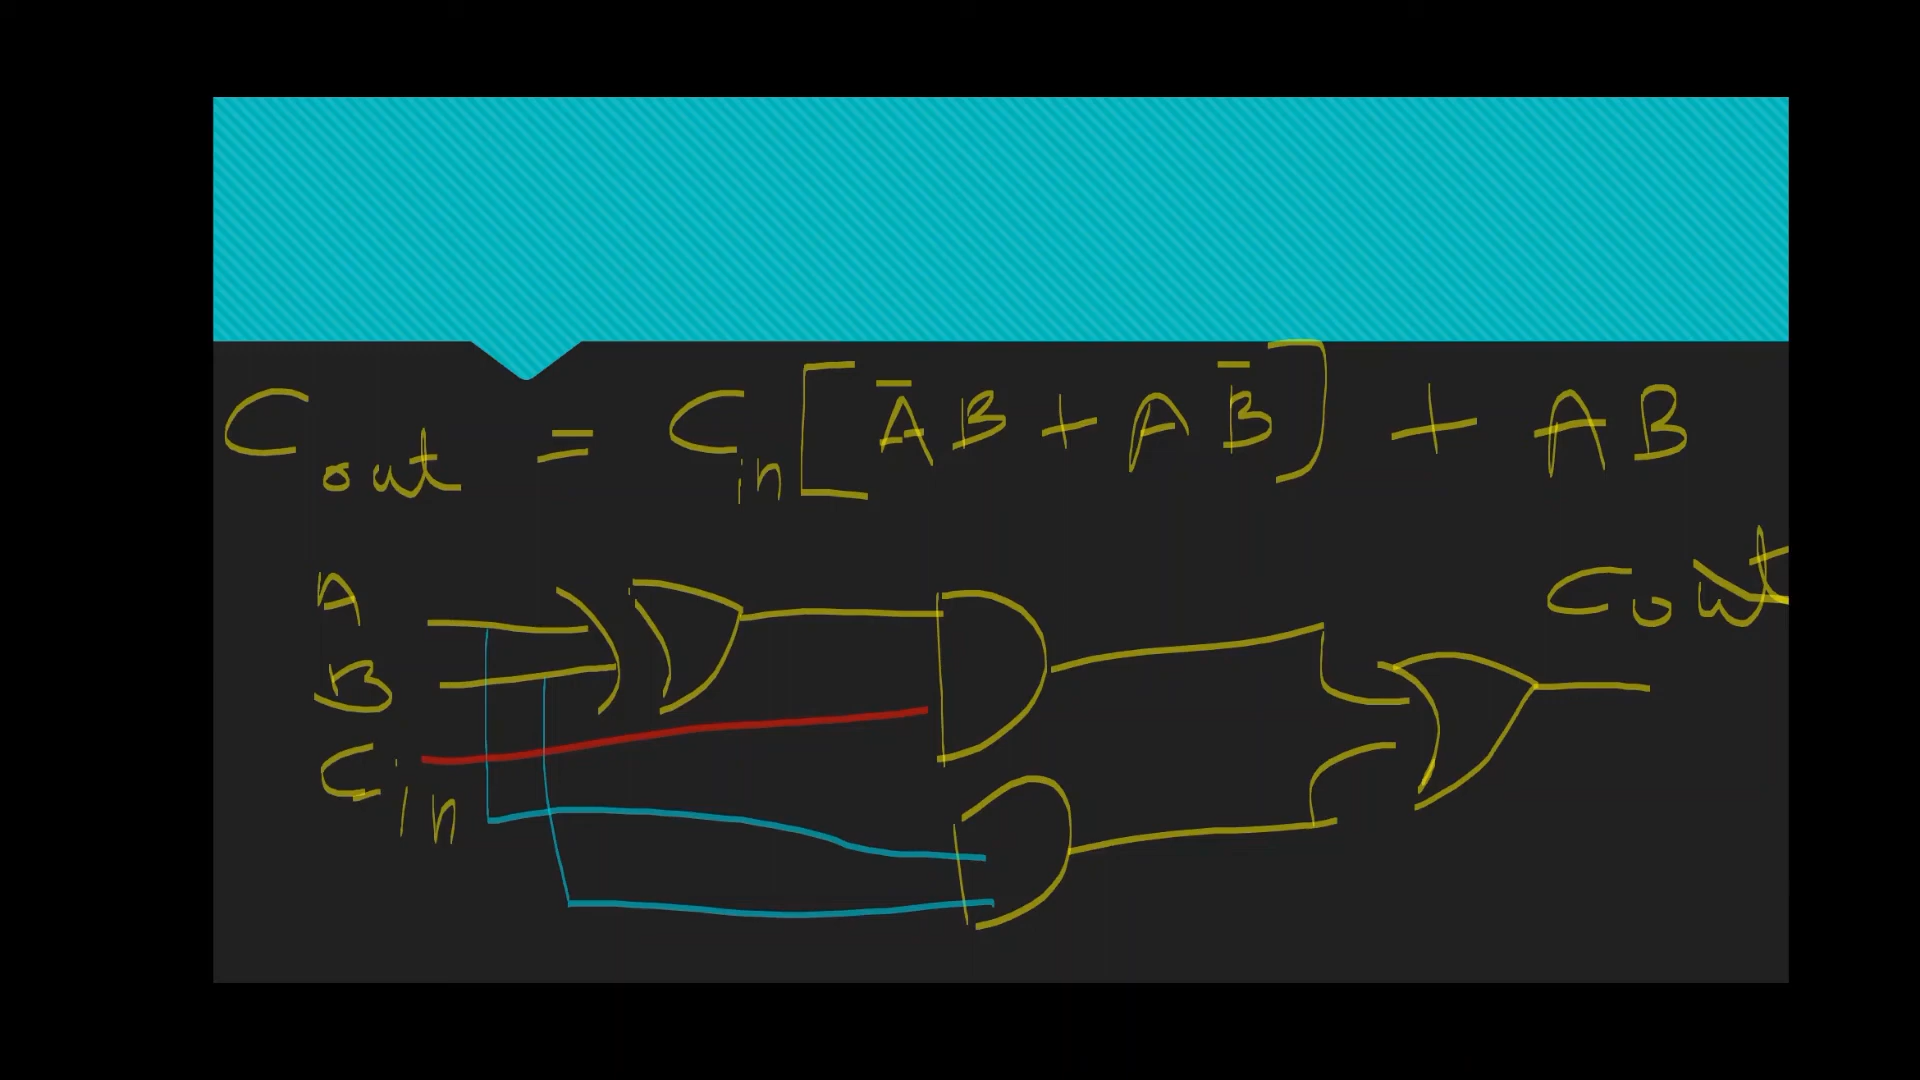 Cout = Cin[ĀB + AB̄] + AB
Cout
A
B
Cin